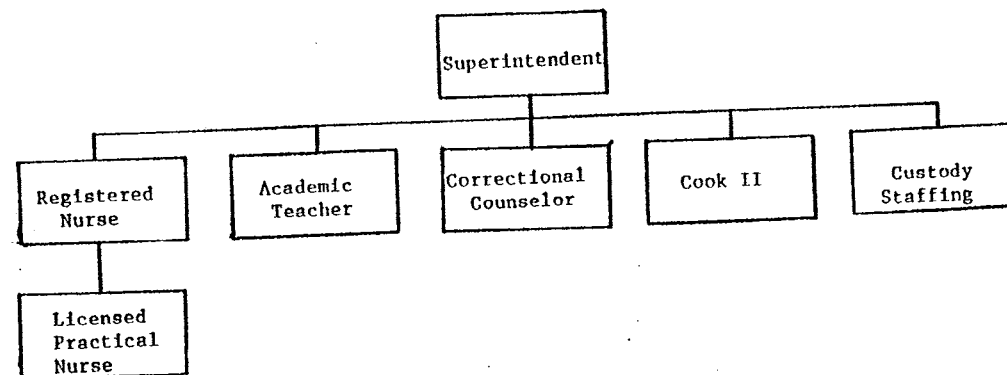 Superintendent
Registered
Nurse
Academic
Teacher
Correctional
Counselor
Cook II
Custody
Staffing
Licensed
Practical
Nurse